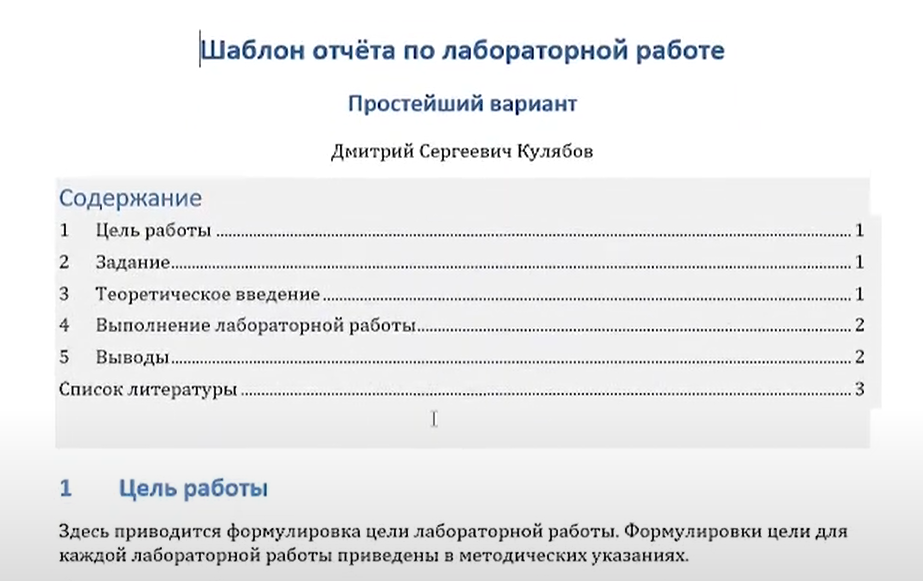 Шаблон отчёта по лабораторной работе
Простейший вариант
Дмитрий Сергеевич Кулябов
Содержание
1 Цель работы ........ 1
2 Задание ........ 1
3 Теоретическое введение ........ 1
4 Выполнение лабораторной работы ........ 2
5 Выводы ........ 2
Список литературы ........ 3
1 Цель работы
Здесь приводится формулировка цели лабораторной работы. Формулировки цели для
каждой лабораторной работы приведены в методических указаниях.